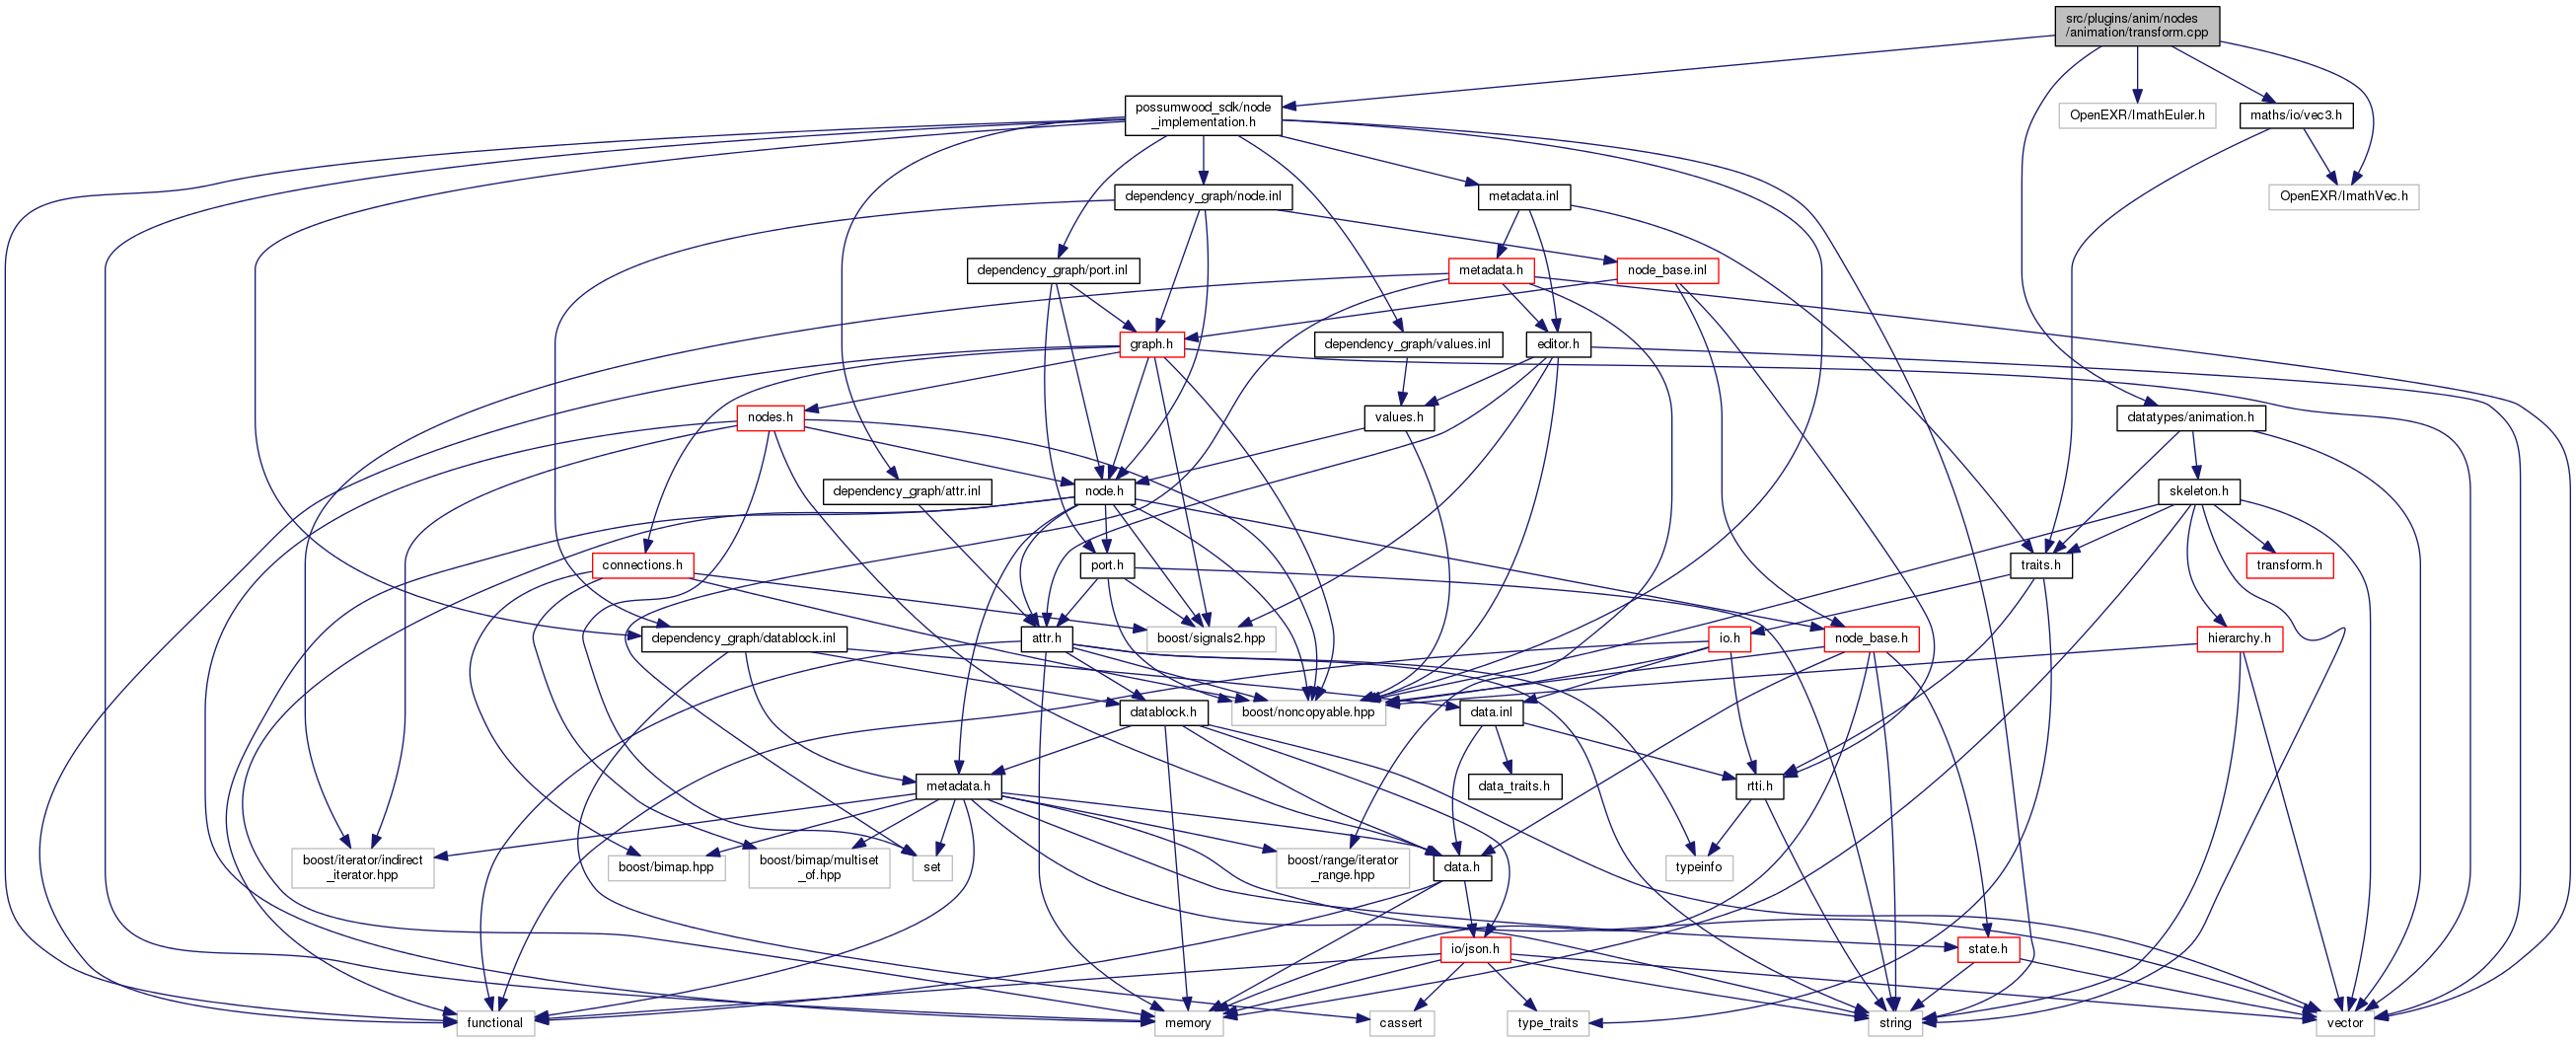 src/plugins/anim/nodes
/animation/transform.cpp
possumwood_sdk/node
_implementation.h
OpenEXR/ImathEuler.h
maths/io/vec3.h
dependency_graph/node.inl
metadata.inl
OpenEXR/ImathVec.h
dependency_graph/port.inl
metadata.h
node_base.inl
graph.h
dependency_graph/values.inl
editor.h
nodes.h
values.h
datatypes/animation.h
dependency_graph/attr.inl
node.h
skeleton.h
connections.h
port.h
traits.h
transform.h
dependency_graph/datablock.inl
attr.h
boost/signals2.hpp
io.h
node_base.h
hierarchy.h
datablock.h
boost/noncopyable.hpp
data.inl
metadata.h
data_traits.h
rtti.h
boost/iterator/indirect
_iterator.hpp
boost/bimap.hpp
boost/bimap/multiset
_of.hpp
set
boost/range/iterator
_range.hpp
data.h
typeinfo
io/json.h
state.h
functional
memory
cassert
type_traits
string
vector